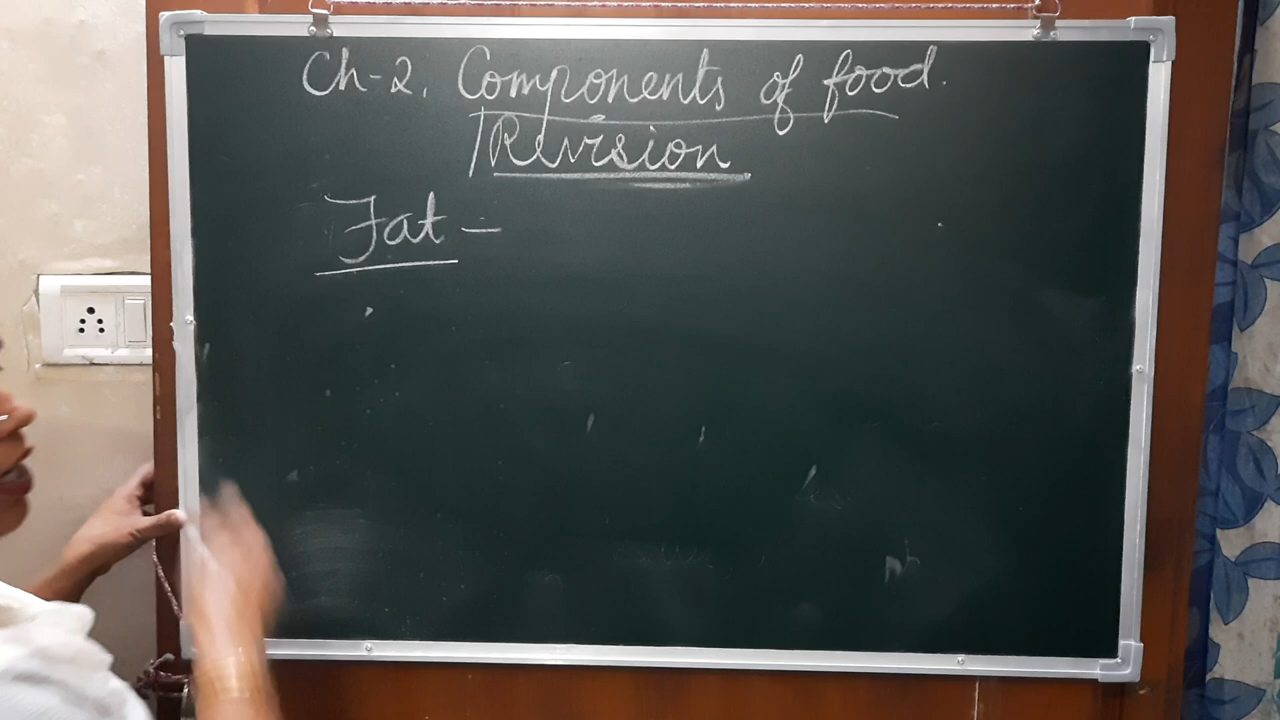 Ch-2. Components of food.
Revision
Fat -